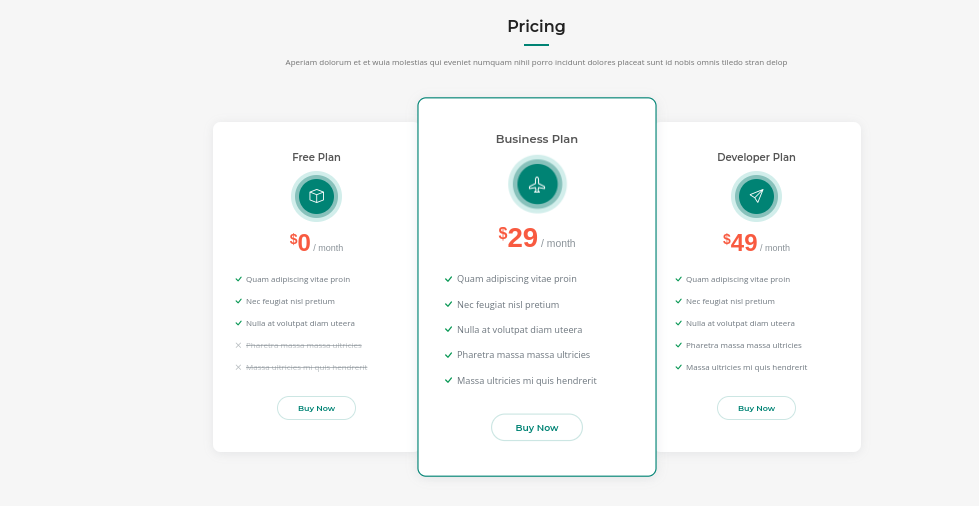 Pricing
Aperiam dolorum et et wuia molestias qui eveniet numquam nihil porro incidunt dolores placeat sunt id nobis omnis tiledo stran delop
Free Plan
$0 / month
Quam adipiscing vitae proin
Nec feugiat nisl pretium
Nulla at volutpat diam uteera
Pharetra massa massa ultricies
Massa ultricies mi quis hendrerit
Buy Now
Business Plan
$29 / month
Quam adipiscing vitae proin
Nec feugiat nisl pretium
Nulla at volutpat diam uteera
Pharetra massa massa ultricies
Massa ultricies mi quis hendrerit
Buy Now
Developer Plan
$49 / month
Quam adipiscing vitae proin
Nec feugiat nisl pretium
Nulla at volutpat diam uteera
Pharetra massa massa ultricies
Massa ultricies mi quis hendrerit
Buy Now